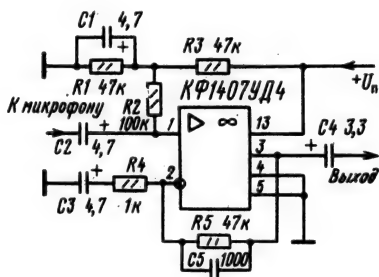 C1 4,7
+
R1 47к
R3 47к
+Uп
К микрофону
R2
100к
КФ1407УД4
▷ ∞
1
13
+
C2 4,7
3
+
C4 3,3
4
Выход
5
2
+
R4
C3 4,7
1к
R5 47к
C5 1000